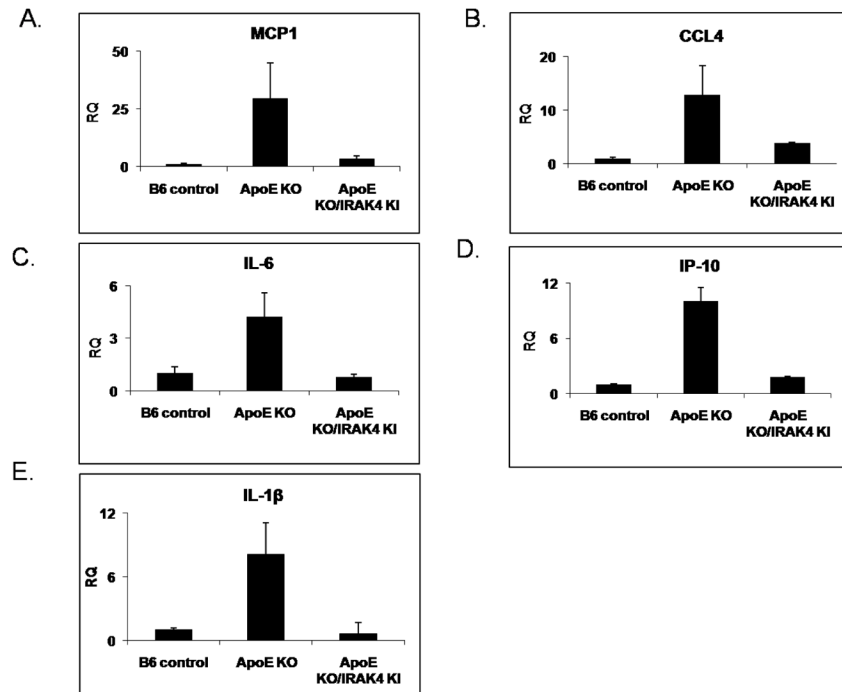 A.
MCP1
50
25
0
RQ
B6 control
ApoE KO
ApoE
KO/IRAK4 KI
B.
CCL4
20
10
0
RQ
B6 control
ApoE KO
ApoE
KO/IRAK4 KI
C.
IL-6
6
3
0
RQ
B6 control
ApoE KO
ApoE
KO/IRAK4 KI
D.
IP-10
12
6
0
RQ
B6 control
ApoE KO
ApoE
KO/IRAK4 KI
E.
IL-1β
12
6
0
RQ
B6 control
ApoE KO
ApoE
KO/IRAK4 KI